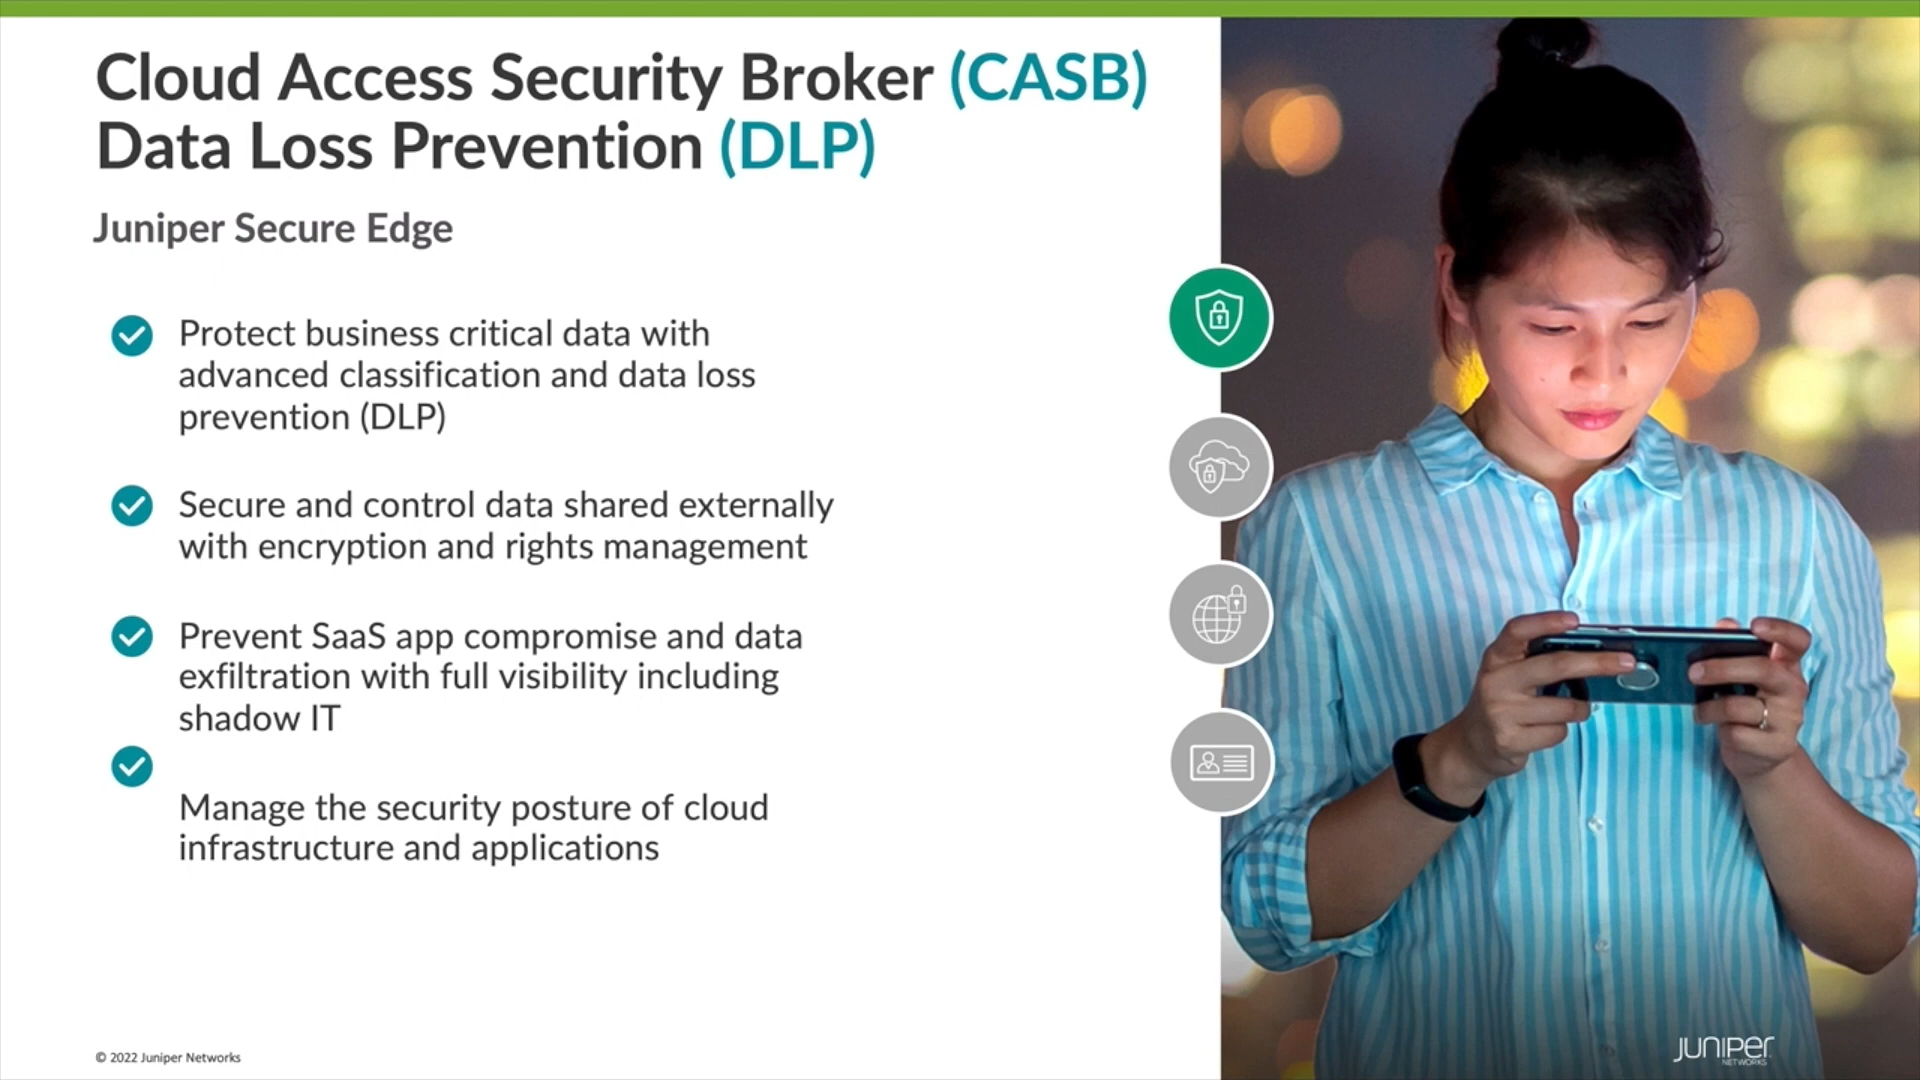 Cloud Access Security Broker (CASB)
Data Loss Prevention (DLP)
Juniper Secure Edge
Protect business critical data with
advanced classification and data loss
prevention (DLP)
Secure and control data shared externally
with encryption and rights management
Prevent SaaS app compromise and data
exfiltration with full visibility including
shadow IT
Manage the security posture of cloud
infrastructure and applications
© 2022 Juniper Networks
JUNIPER
NETWORKS